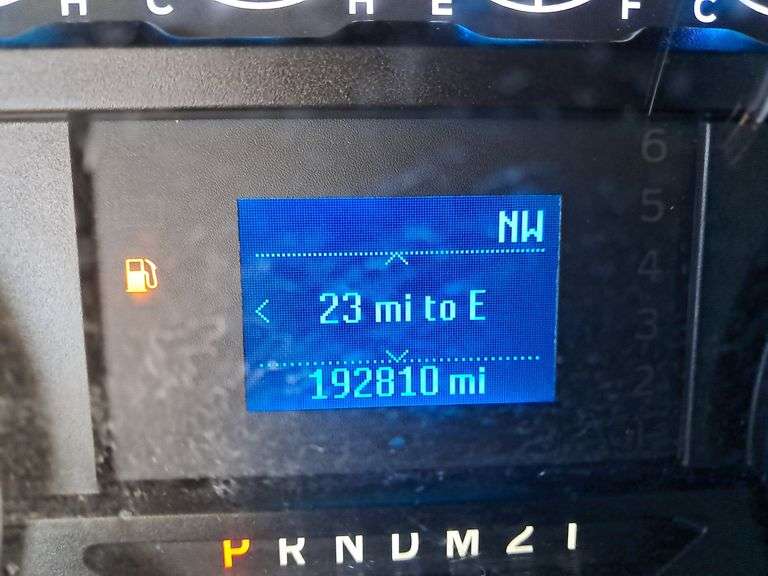 H C H E F C
NW
23 mi to E
192810 mi
6
5
4
3
2
P R N D M 2 1